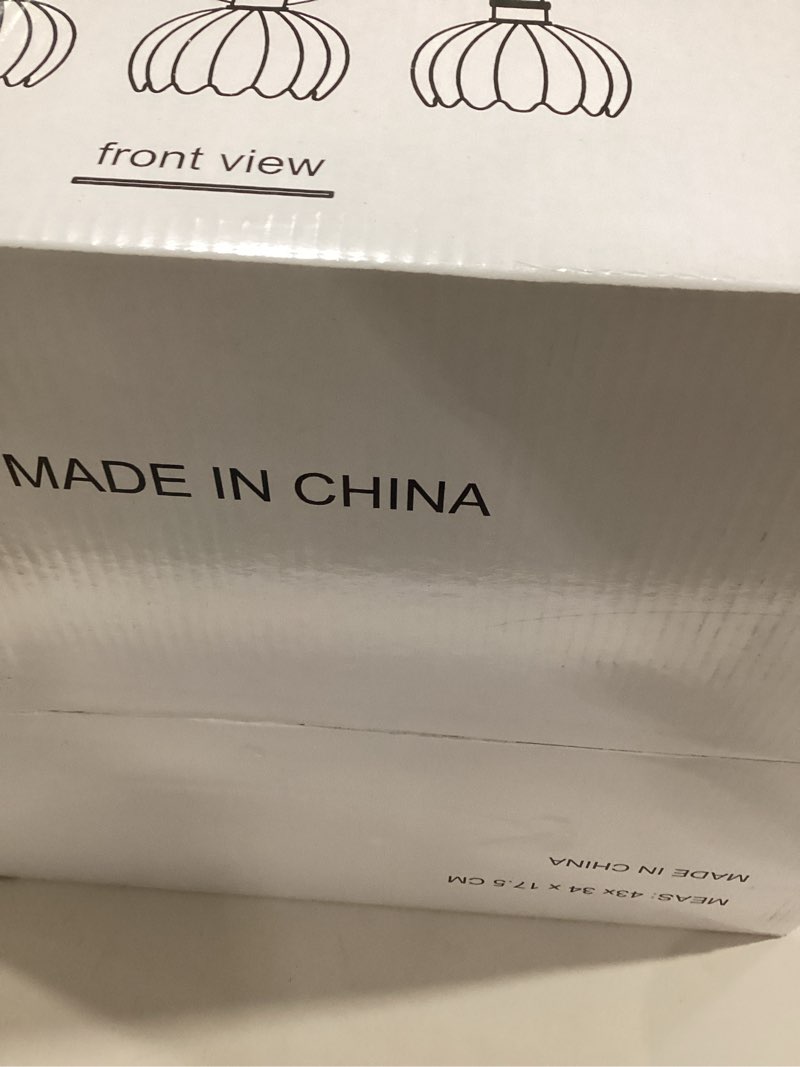 front view
MADE IN CHINA
MEAS: 43x 34 x 17.5 CM
MADE IN CHINA